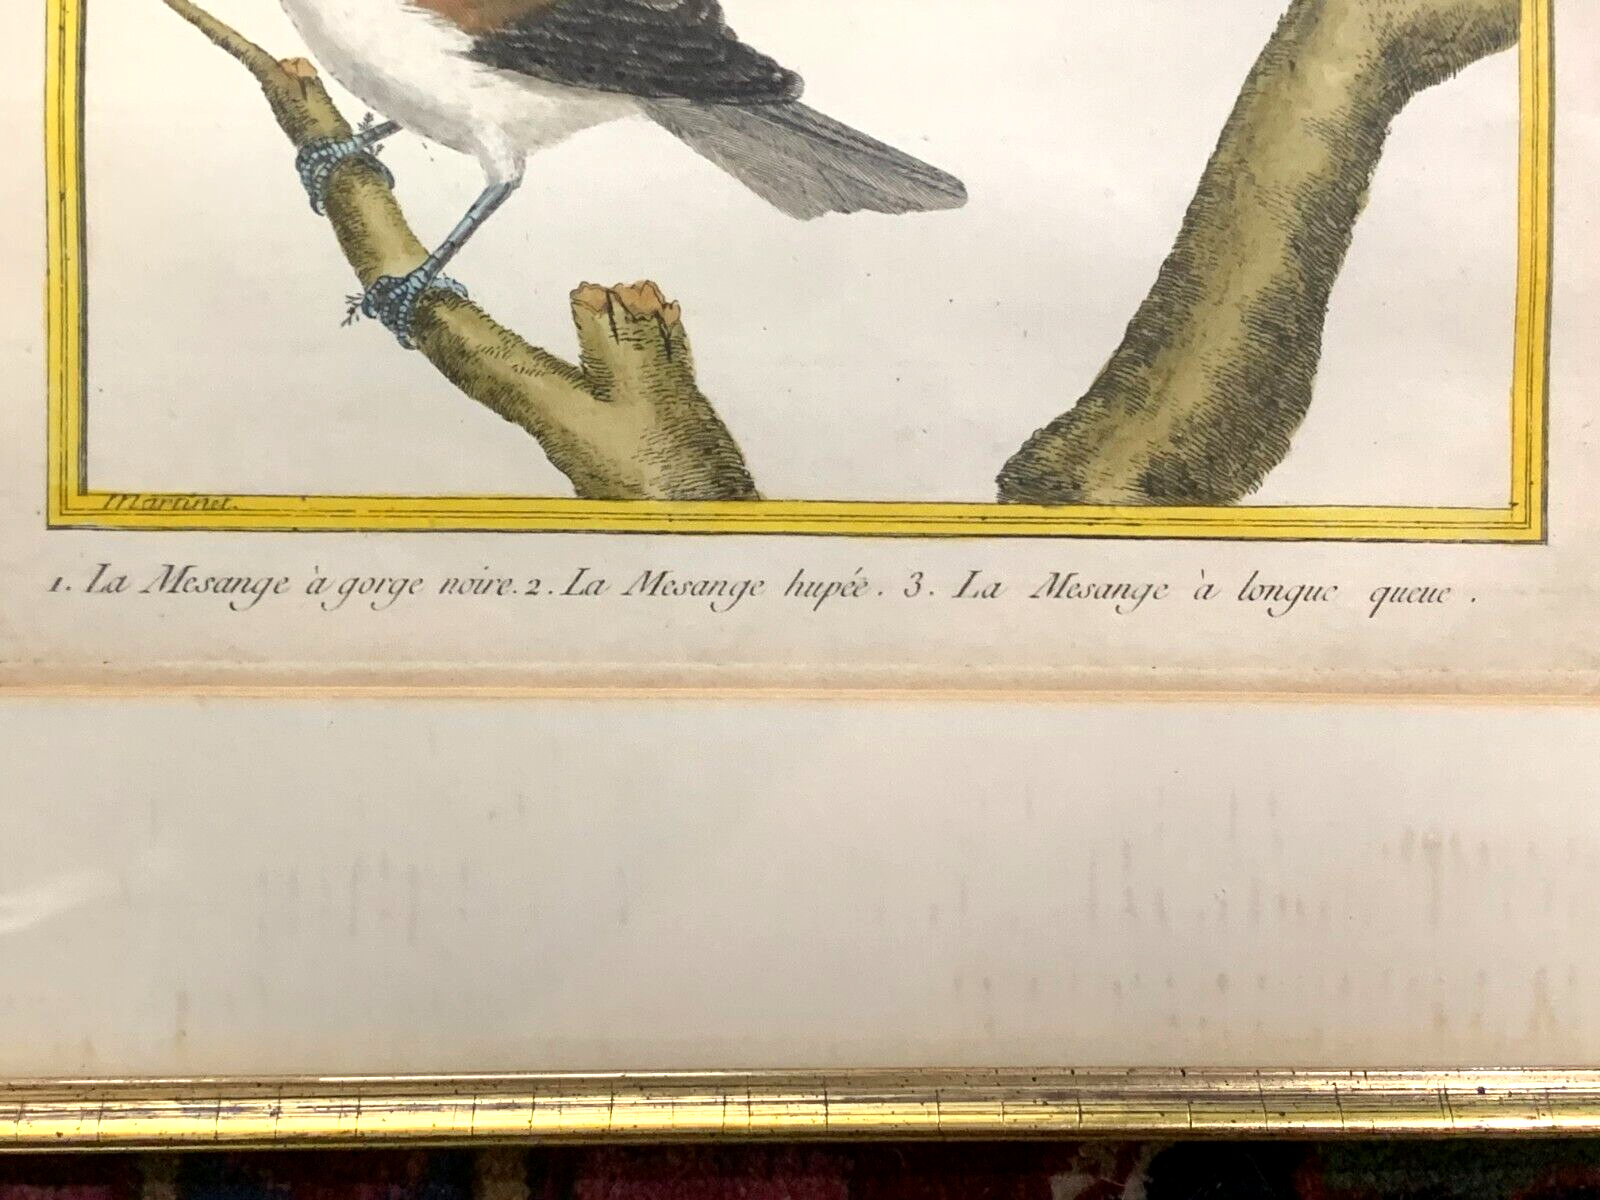 Martinet.
1. La Mesange à gorge noire. 2. La Mesange hupée. 3. La Mesange à longue queue.